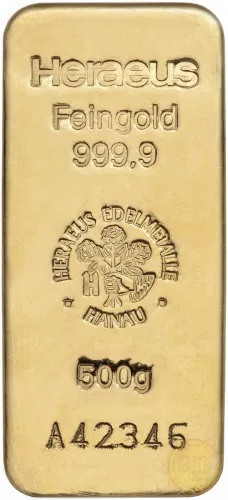 Heraeus
Feingold
999,9
HERAEUS EDELMETALLE
H
HANAU
500g
A42346